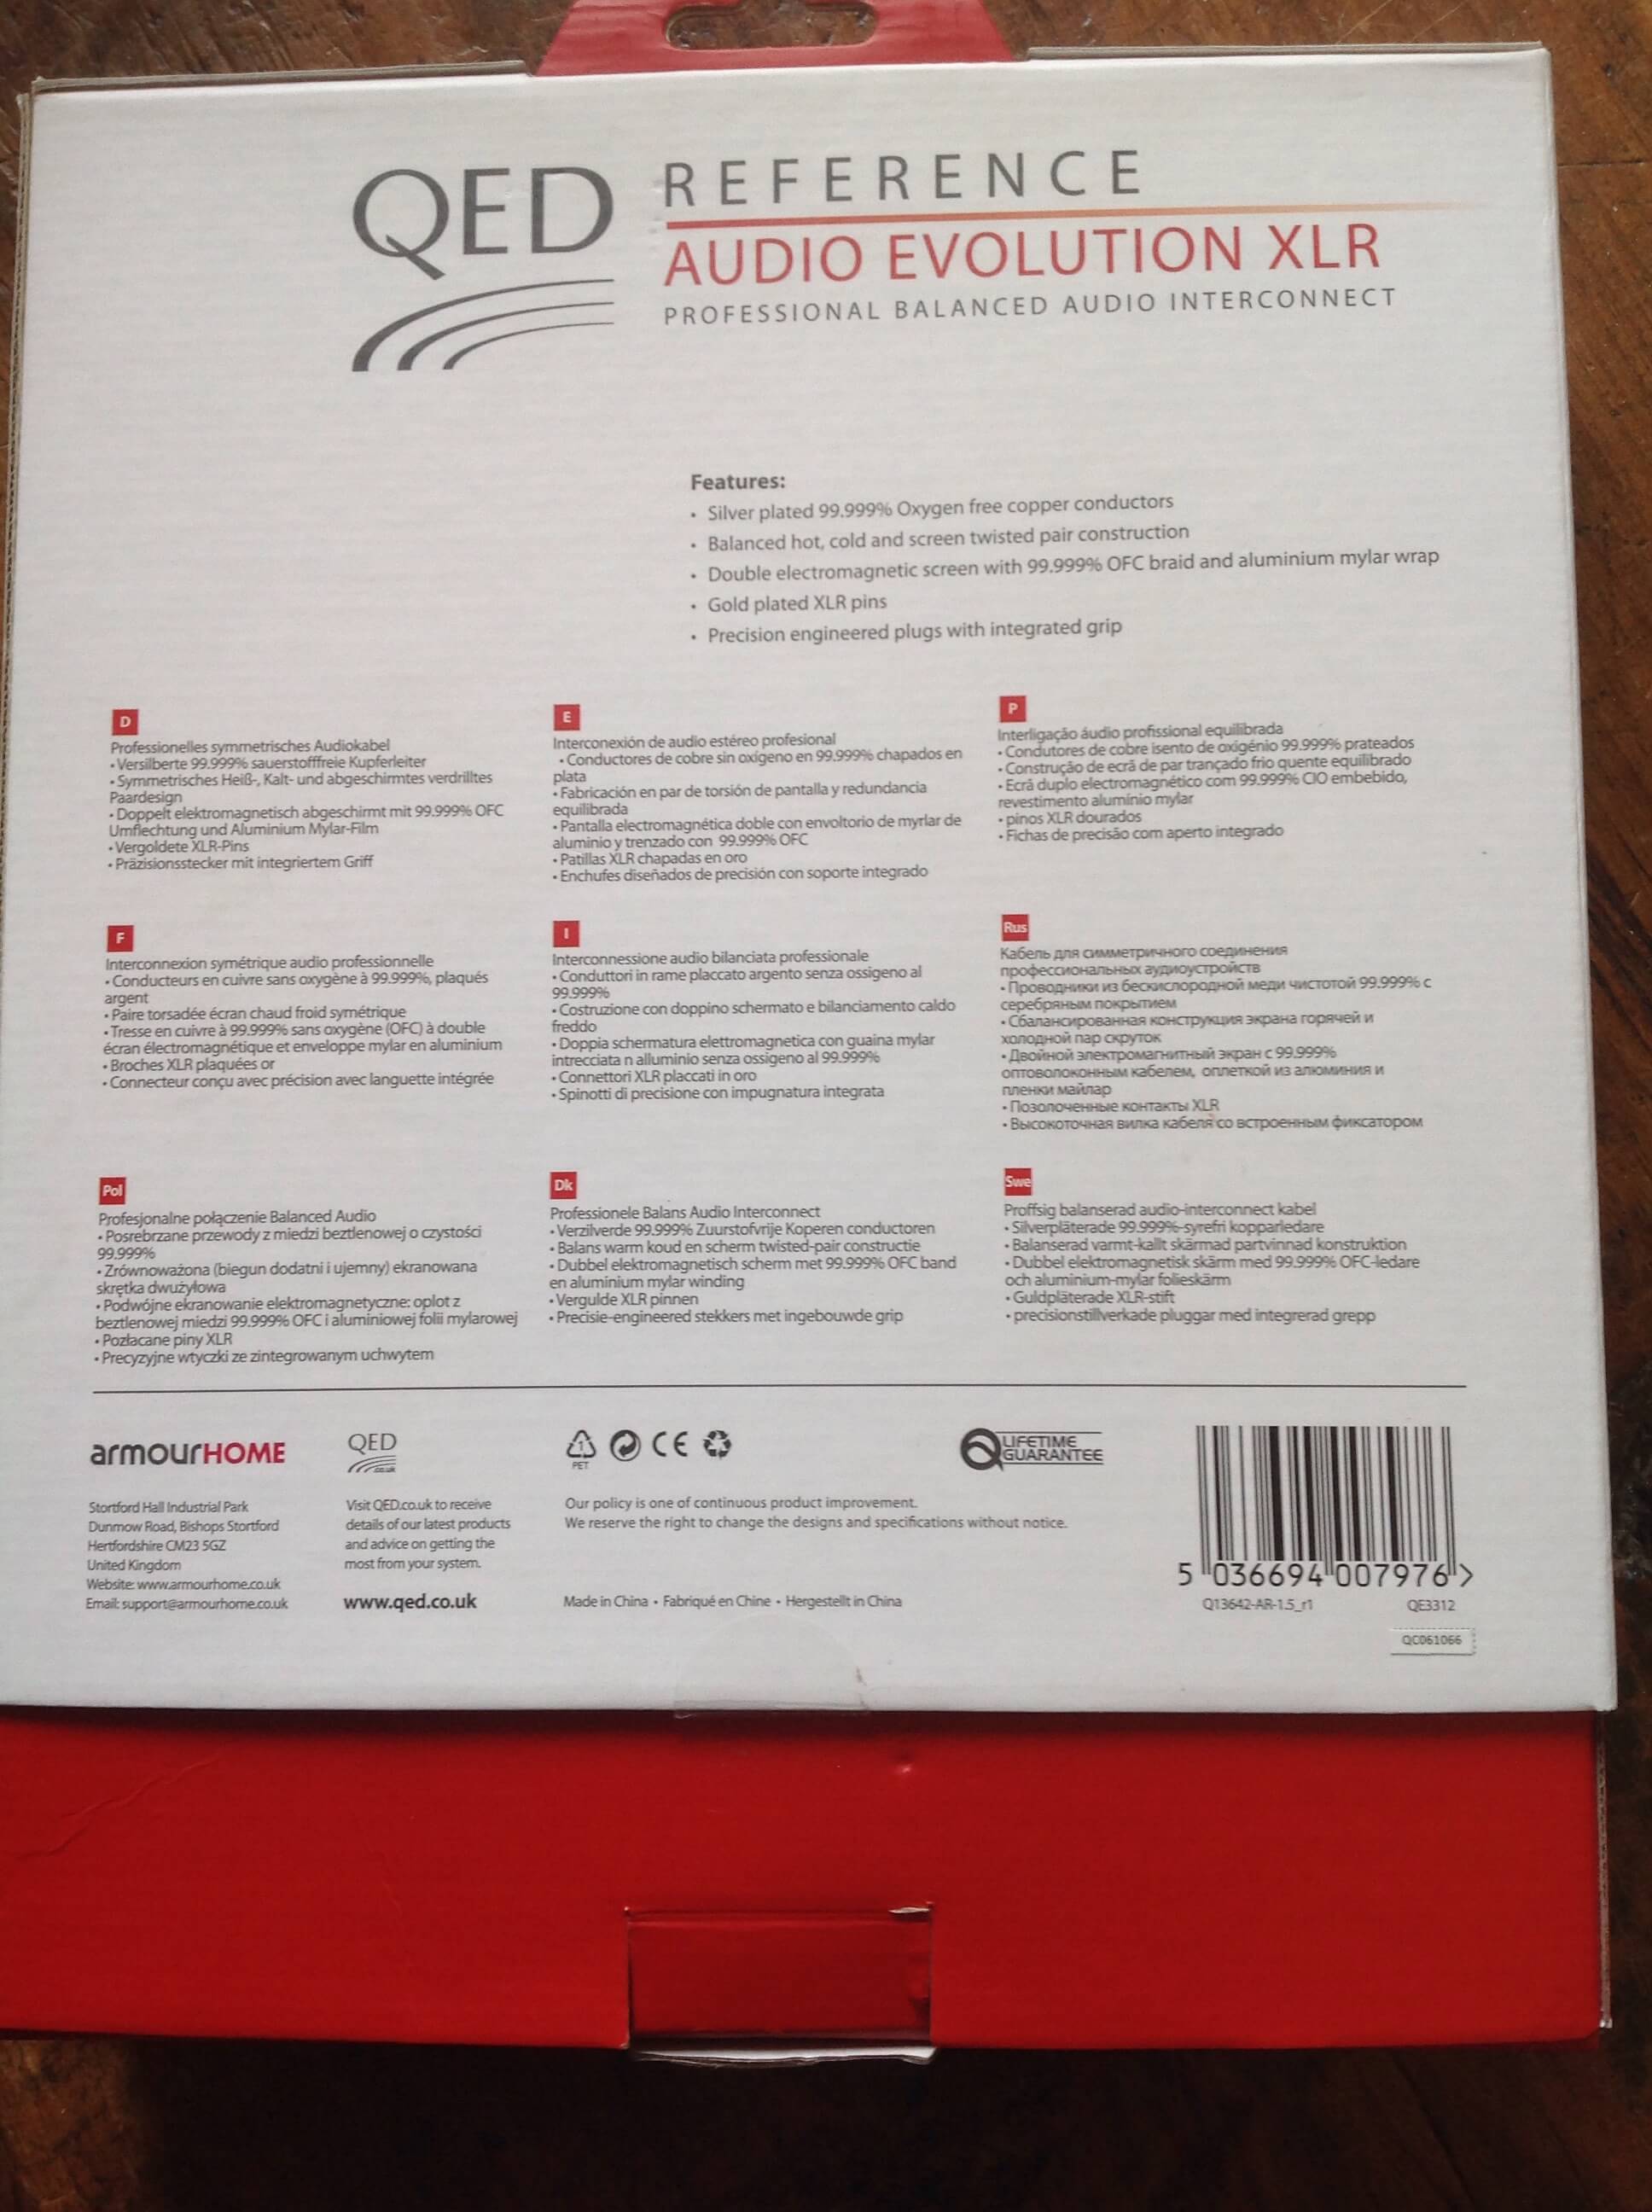 QED
REFERENCE
AUDIO EVOLUTION XLR
PROFESSIONAL BALANCED AUDIO INTERCONNECT
Features:
• Silver plated 99.999% Oxygen free copper conductors
• Balanced hot, cold and screen twisted pair construction
• Double electromagnetic screen with 99.999% OFC braid and aluminium mylar wrap
• Gold plated XLR pins
• Precision engineered plugs with integrated grip
D
Professionelles symmetrisches Audiokabel
• Versilberte 99.999% sauerstofffreie Kupferleiter
• Symmetrisches Heiß-, Kalt- und abgeschirmtes verdrilltes
Paardesign
• Doppelt elektromagnetisch abgeschirmt mit 99.999% OFC
Umflechtung und Aluminium Mylar-Film
• Vergoldete XLR-Pins
• Präzisionsstecker mit integriertem Griff
E
Interconexión de audio estéreo profesional
• Conductores de cobre sin oxígeno en 99.999% chapados en
plata
• Fabricación en par de torsión de pantalla y redundancia
equilibrada
• Pantalla electromagnética doble con envoltorio de myrlar de
aluminio y trenzado con 99.999% OFC
• Patillas XLR chapadas en oro
• Enchufes diseñados de precisión con soporte integrado
P
Interligação áudio profissional equilibrada
• Condutores de cobre isento de oxigénio 99.999% prateados
• Construção de ecrã de par trançado frio quente equilibrado
• Ecrã duplo electromagnético com 99.999% CIO embebido,
revestimento alumínio mylar
• pinos XLR dourados
• Fichas de precisão com aperto integrado
F
Interconnexion symétrique audio professionnelle
• Conducteurs en cuivre sans oxygène à 99.999%, plaqués
argent
• Paire torsadée écran chaud froid symétrique
• Tresse en cuivre à 99.999% sans oxygène (OFC) à double
écran électromagnétique et enveloppe mylar en aluminium
• Broches XLR plaquées or
• Connecteur conçu avec précision avec languette intégrée
I
Interconnessione audio bilanciata professionale
• Conduttori in rame placcato argento senza ossigeno al
99.999%
• Costruzione con doppino schermato e bilanciamento caldo
freddo
• Doppia schermatura elettromagnetica con guaina mylar
intrecciata n alluminio senza ossigeno al 99.999%
• Connettori XLR placcati in oro
• Spinotti di precisione con impugnatura integrata
Rus
Кабель для симметричного соединения
профессиональных аудиоустройств
• Проводники из бескислородной меди чистотой 99.999% с
серебряным покрытием
• Сбалансированная конструкция экрана горячей и
холодной пар скруток
• Двойной электромагнитный экран с 99.999%
оптоволоконным кабелем, оплеткой из алюминия и
пленки майлар
• Позолоченные контакты XLR
• Высокоточная вилка кабеля со встроенным фиксатором
Pol
Profesjonalne połączenie Balanced Audio
• Posrebrzane przewody z miedzi beztlenowej o czystości
99.999%
• Zrównoważona (biegun dodatni i ujemny) ekranowana
skrętka dwużyłowa
• Podwójne ekranowanie elektromagnetyczne: oplot z
beztlenowej miedzi 99.999% OFC i aluminiowej folii mylarowej
• Pozłacane piny XLR
• Precyzyjne wtyczki ze zintegrowanym uchwytem
Dk
Professionele Balans Audio Interconnect
• Verzilverde 99.999% Zuurstofvrije Koperen conductoren
• Balans warm koud en scherm twisted-pair constructie
• Dubbel elektromagnetisch scherm met 99.999% OFC band
en aluminium mylar winding
• Vergulde XLR pinnen
• Precisie-engineered stekkers met ingebouwde grip
Swe
Proffsig balanserad audio-interconnect kabel
• Silverpläterade 99.999%-syrefri kopparledare
• Balanserad varmt-kallt skärmad partvinnad konstruktion
• Dubbel elektromagnetisk skärm med 99.999% OFC-ledare
och aluminium-mylar folieskärm
• Guldpläterade XLR-stift
• precisionstillverkade pluggar med integrerad grepp
armourHOME
Stortford Hall Industrial Park
Dunmow Road, Bishops Stortford
Hertfordshire CM23 5GZ
United Kingdom
Website: www.armourhome.co.uk
Email: support@armourhome.co.uk
QED
.co.uk
Visit QED.co.uk to receive
details of our latest products
and advice on getting the
most from your system.
www.qed.co.uk
1
PET
CE
Our policy is one of continuous product improvement.
We reserve the right to change the designs and specifications without notice.
Made in China • Fabriqué en Chine • Hergestellt in China
LIFETIME
GUARANTEE
5 036694 007976 >
Q13642-AR-1.5_r1 QE3312
QC061066